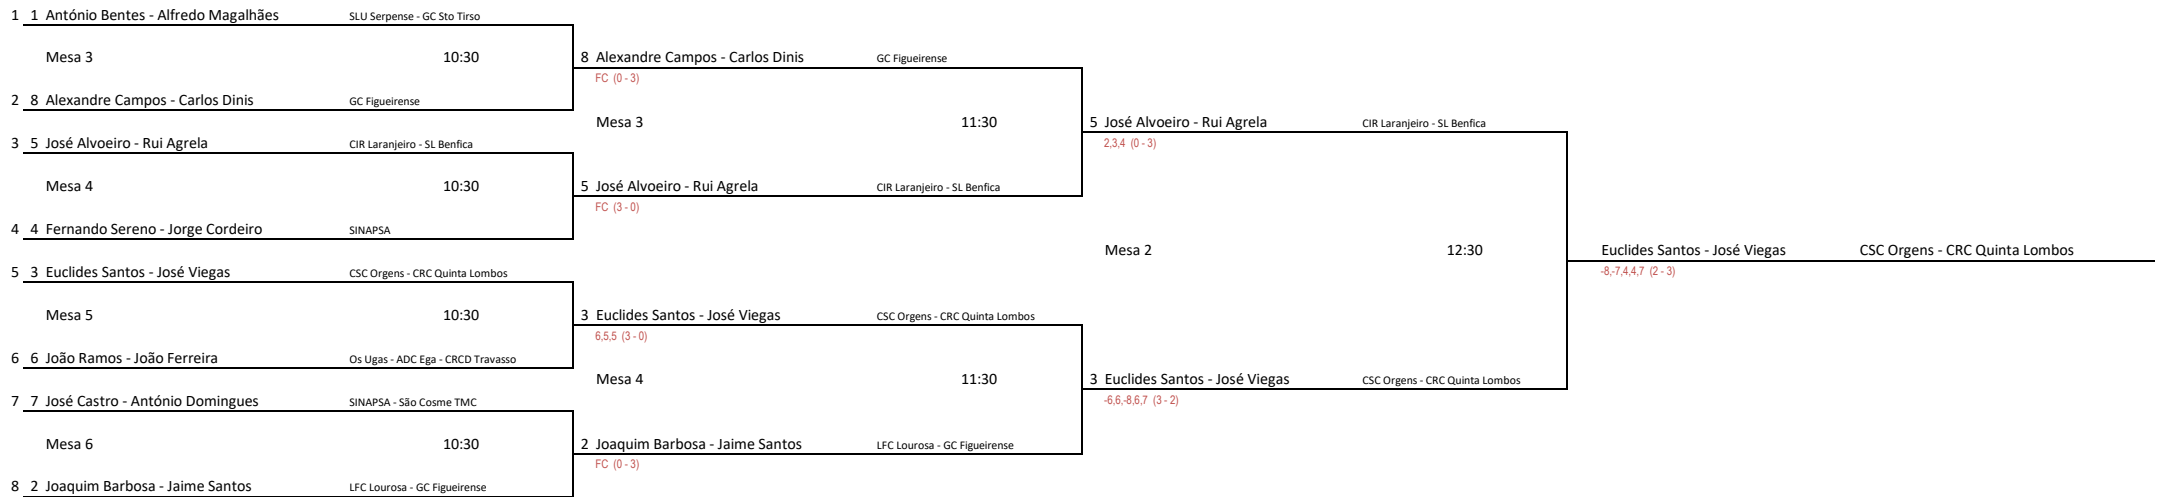 1 1 António Bentes - Alfredo Magalhães SLU Serpense - GC Sto Tirso
Mesa 3 10:30
8 Alexandre Campos - Carlos Dinis GC Figueirense
FC (0 - 3)
2 8 Alexandre Campos - Carlos Dinis GC Figueirense
Mesa 3 11:30
5 José Alvoeiro - Rui Agrela CIR Laranjeiro - SL Benfica
2,3,4 (0 - 3)
3 5 José Alvoeiro - Rui Agrela CIR Laranjeiro - SL Benfica
Mesa 4 10:30
5 José Alvoeiro - Rui Agrela CIR Laranjeiro - SL Benfica
FC (3 - 0)
4 4 Fernando Sereno - Jorge Cordeiro SINAPSA
Mesa 2 12:30
Euclides Santos - José Viegas CSC Orgens - CRC Quinta Lombos
-8,-7,4,4,7 (2 - 3)
5 3 Euclides Santos - José Viegas CSC Orgens - CRC Quinta Lombos
Mesa 5 10:30
3 Euclides Santos - José Viegas CSC Orgens - CRC Quinta Lombos
6,5,5 (3 - 0)
6 6 João Ramos - João Ferreira Os Ugas - ADC Ega - CRCD Travasso
Mesa 4 11:30
3 Euclides Santos - José Viegas CSC Orgens - CRC Quinta Lombos
-6,6,-8,6,7 (3 - 2)
7 7 José Castro - António Domingues SINAPSA - São Cosme TMC
Mesa 6 10:30
2 Joaquim Barbosa - Jaime Santos LFC Lourosa - GC Figueirense
FC (0 - 3)
8 2 Joaquim Barbosa - Jaime Santos LFC Lourosa - GC Figueirense